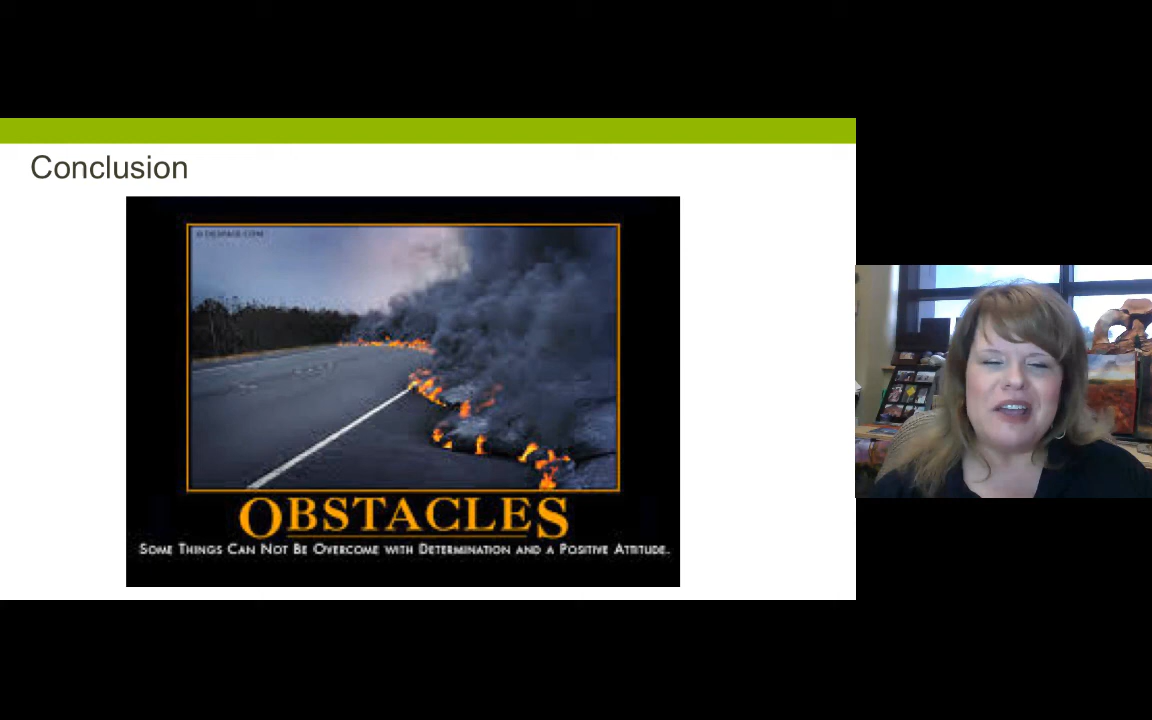 Conclusion
OBSTACLES
SOME THINGS CAN NOT BE OVERCOME WITH DETERMINATION AND A POSITIVE ATTITUDE.